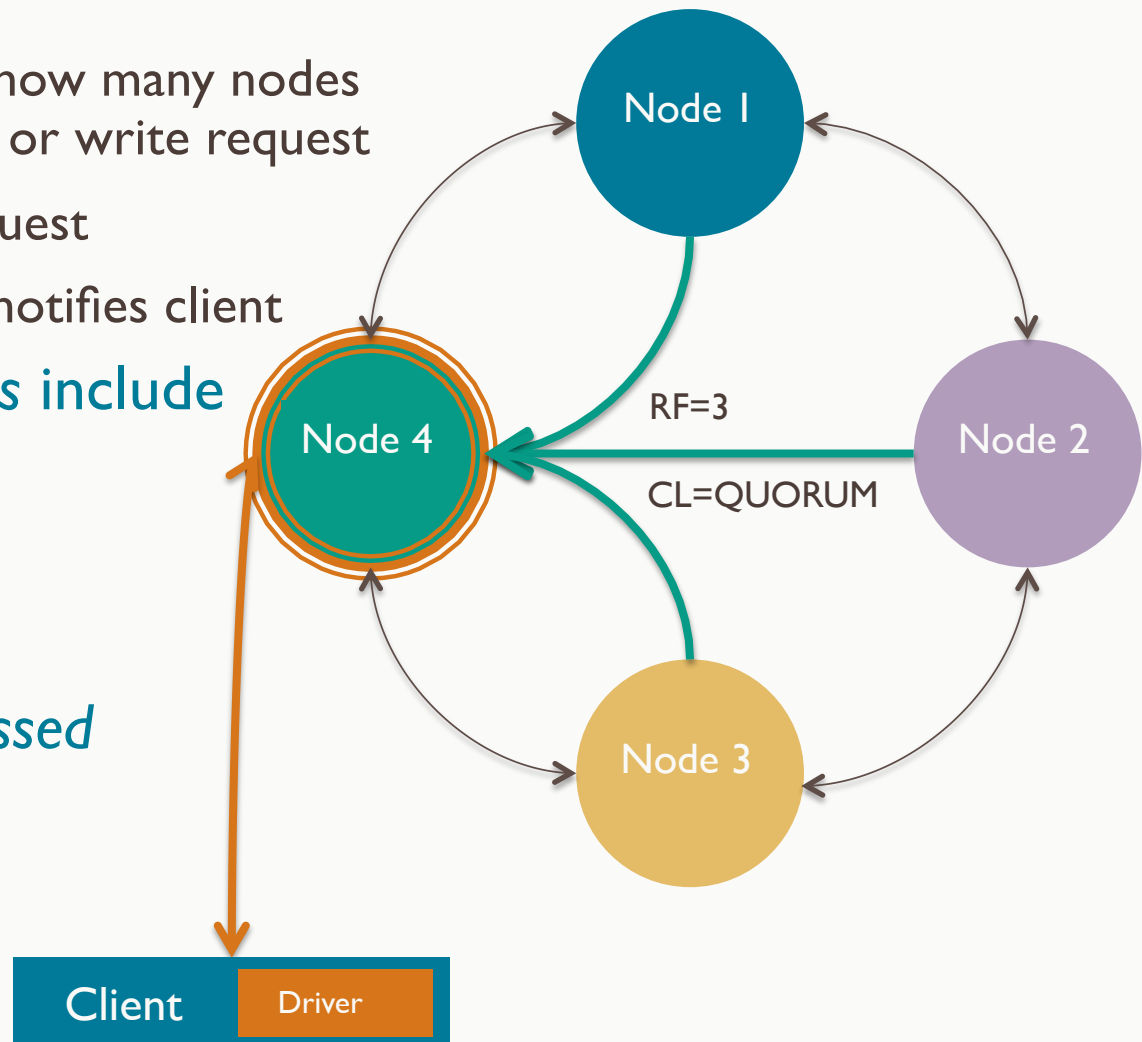 how many nodes
or write request
uest
notifies client
s include
ssed
Node 1
RF=3
Node 4
Node 2
CL=QUORUM
Node 3
Client
Driver